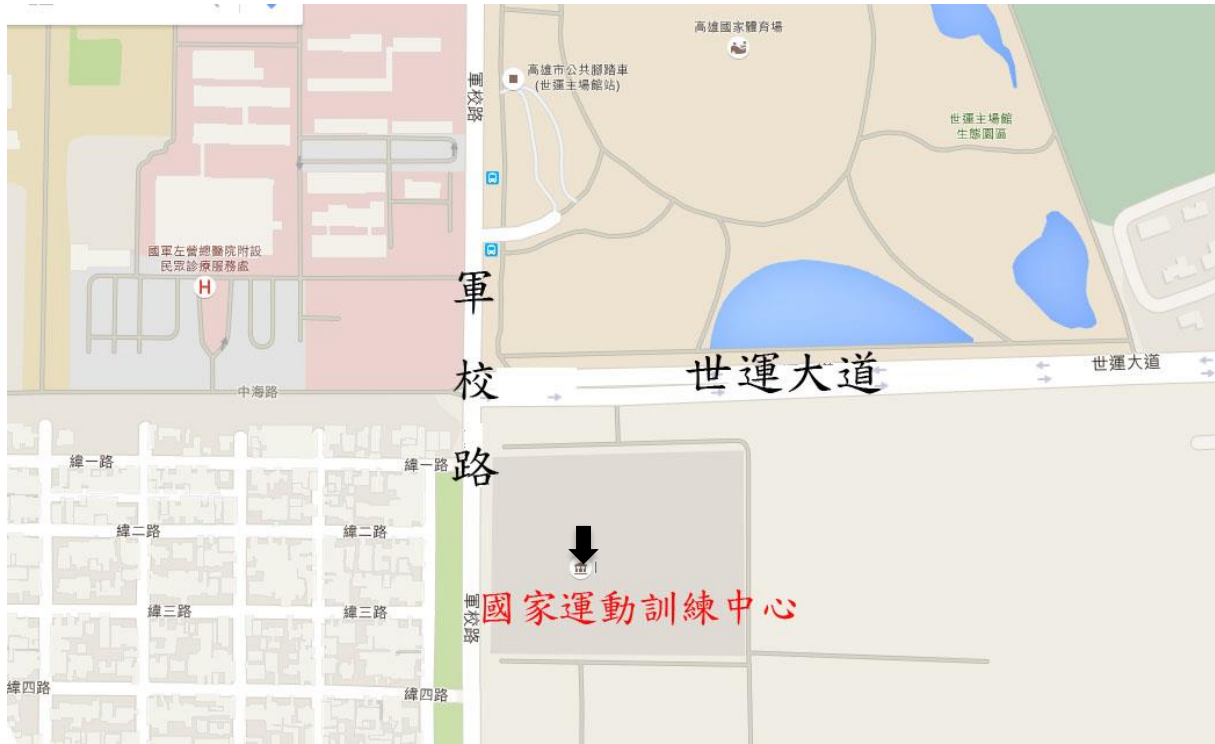 高雄國家體育場
高雄市公共腳踏車
(世運主場館站)
軍校路
世運主場館
生態園區
國軍左營總醫院附設
民眾診療服務處
H
軍校路
世運大道
世運大道
中海路
緯一路
緯一路
緯二路
緯二路
緯三路
緯三路
軍校路
國家運動訓練中心
緯四路
緯四路